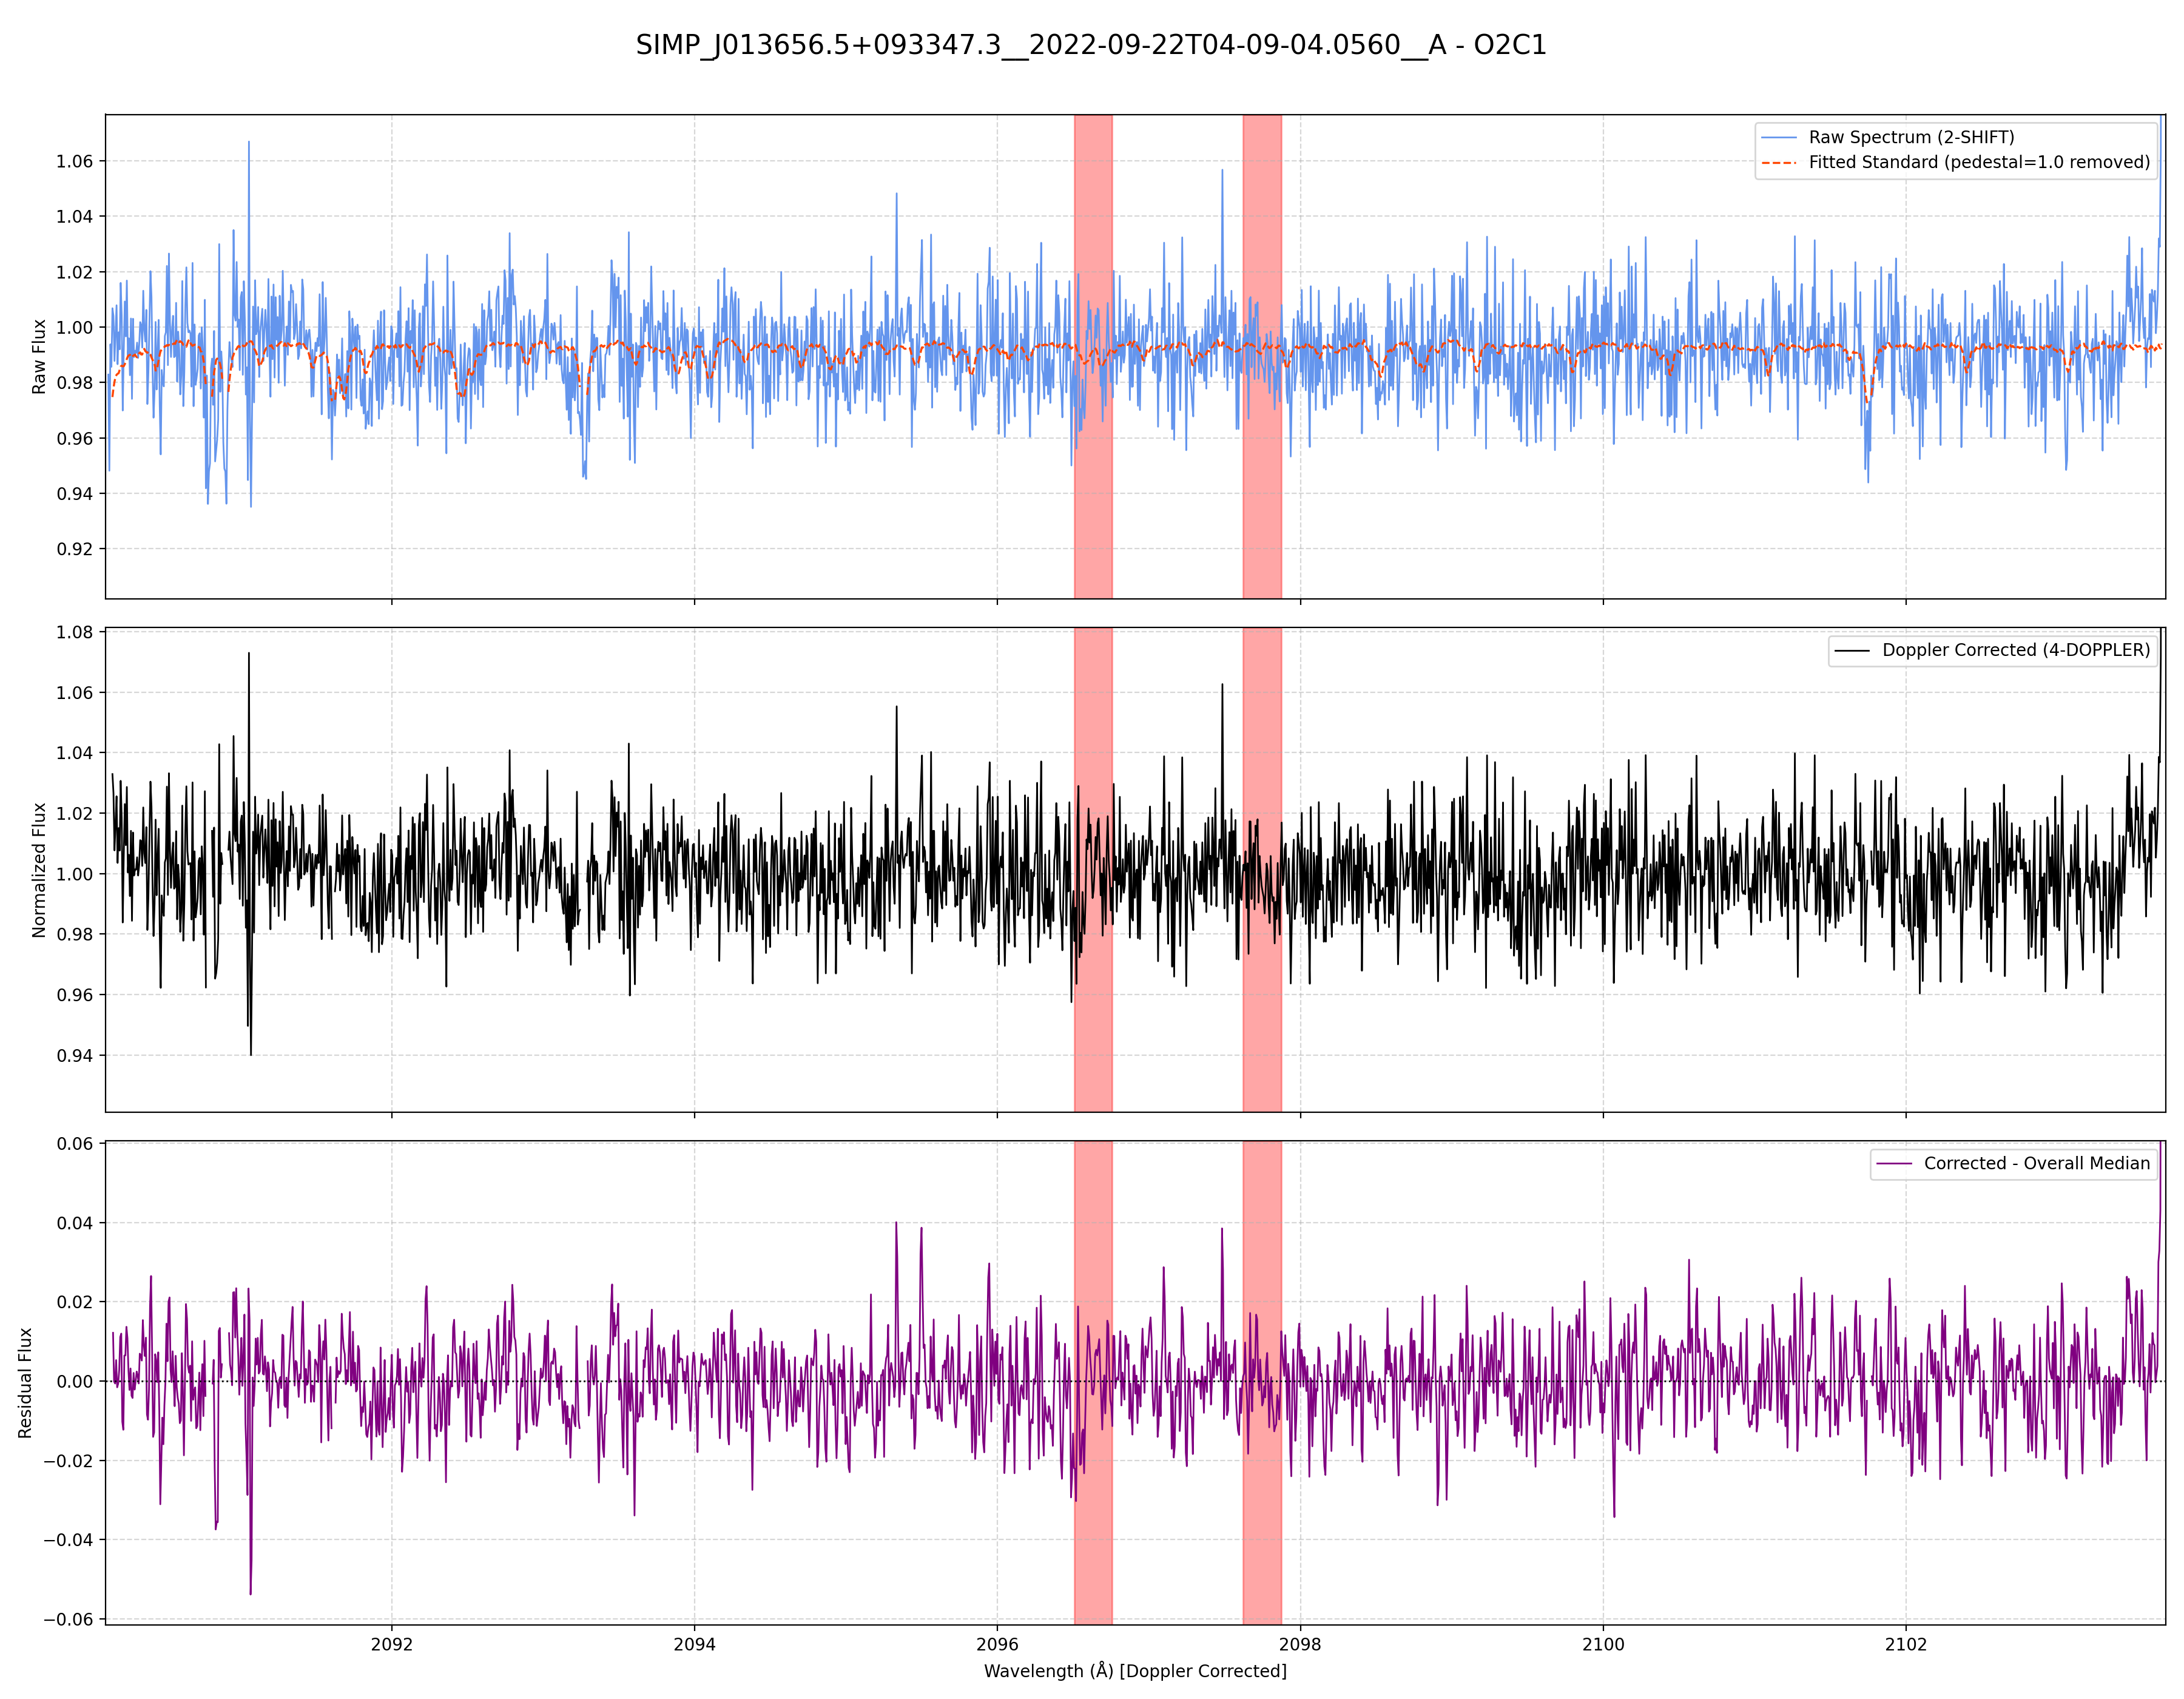 SIMP_J013656.5+093347.3__2022-09-22T04-09-04.0560__A - O2C1
Raw Flux
1.06
1.04
1.02
1.00
0.98
0.96
0.94
0.92
Raw Spectrum (2-SHIFT)
Fitted Standard (pedestal=1.0 removed)
Normalized Flux
1.08
1.06
1.04
1.02
1.00
0.98
0.96
0.94
Doppler Corrected (4-DOPPLER)
Residual Flux
0.06
0.04
0.02
0.00
−0.02
−0.04
−0.06
Corrected - Overall Median
2092 2094 2096 2098 2100 2102
Wavelength (Å) [Doppler Corrected]